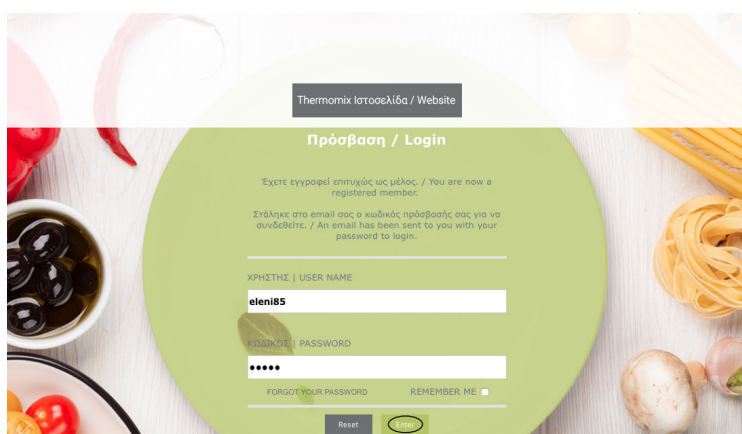 Thermomix Ιστοσελίδα / Website
Πρόσβαση / Login
Έχετε εγγραφεί επιτυχώς ως μέλος. / You are now a
registered member.
Στάληκε στο email σας ο κωδικός πρόσβασής σας για να
συνδεθείτε. / An email has been sent to you with your
password to login.
ΧΡΗΣΤΗΣ | USER NAME
eleni85
ΚΩΔΙΚΟΣ | PASSWORD
•••••
FORGOT YOUR PASSWORD REMEMBER ME
Reset Enter